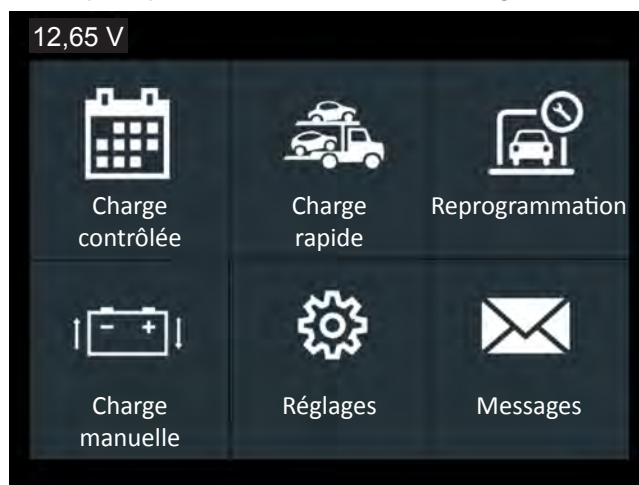 12,65 V
Charge
contrôlée
Charge
rapide
Reprogrammation
Charge
manuelle
Réglages
Messages